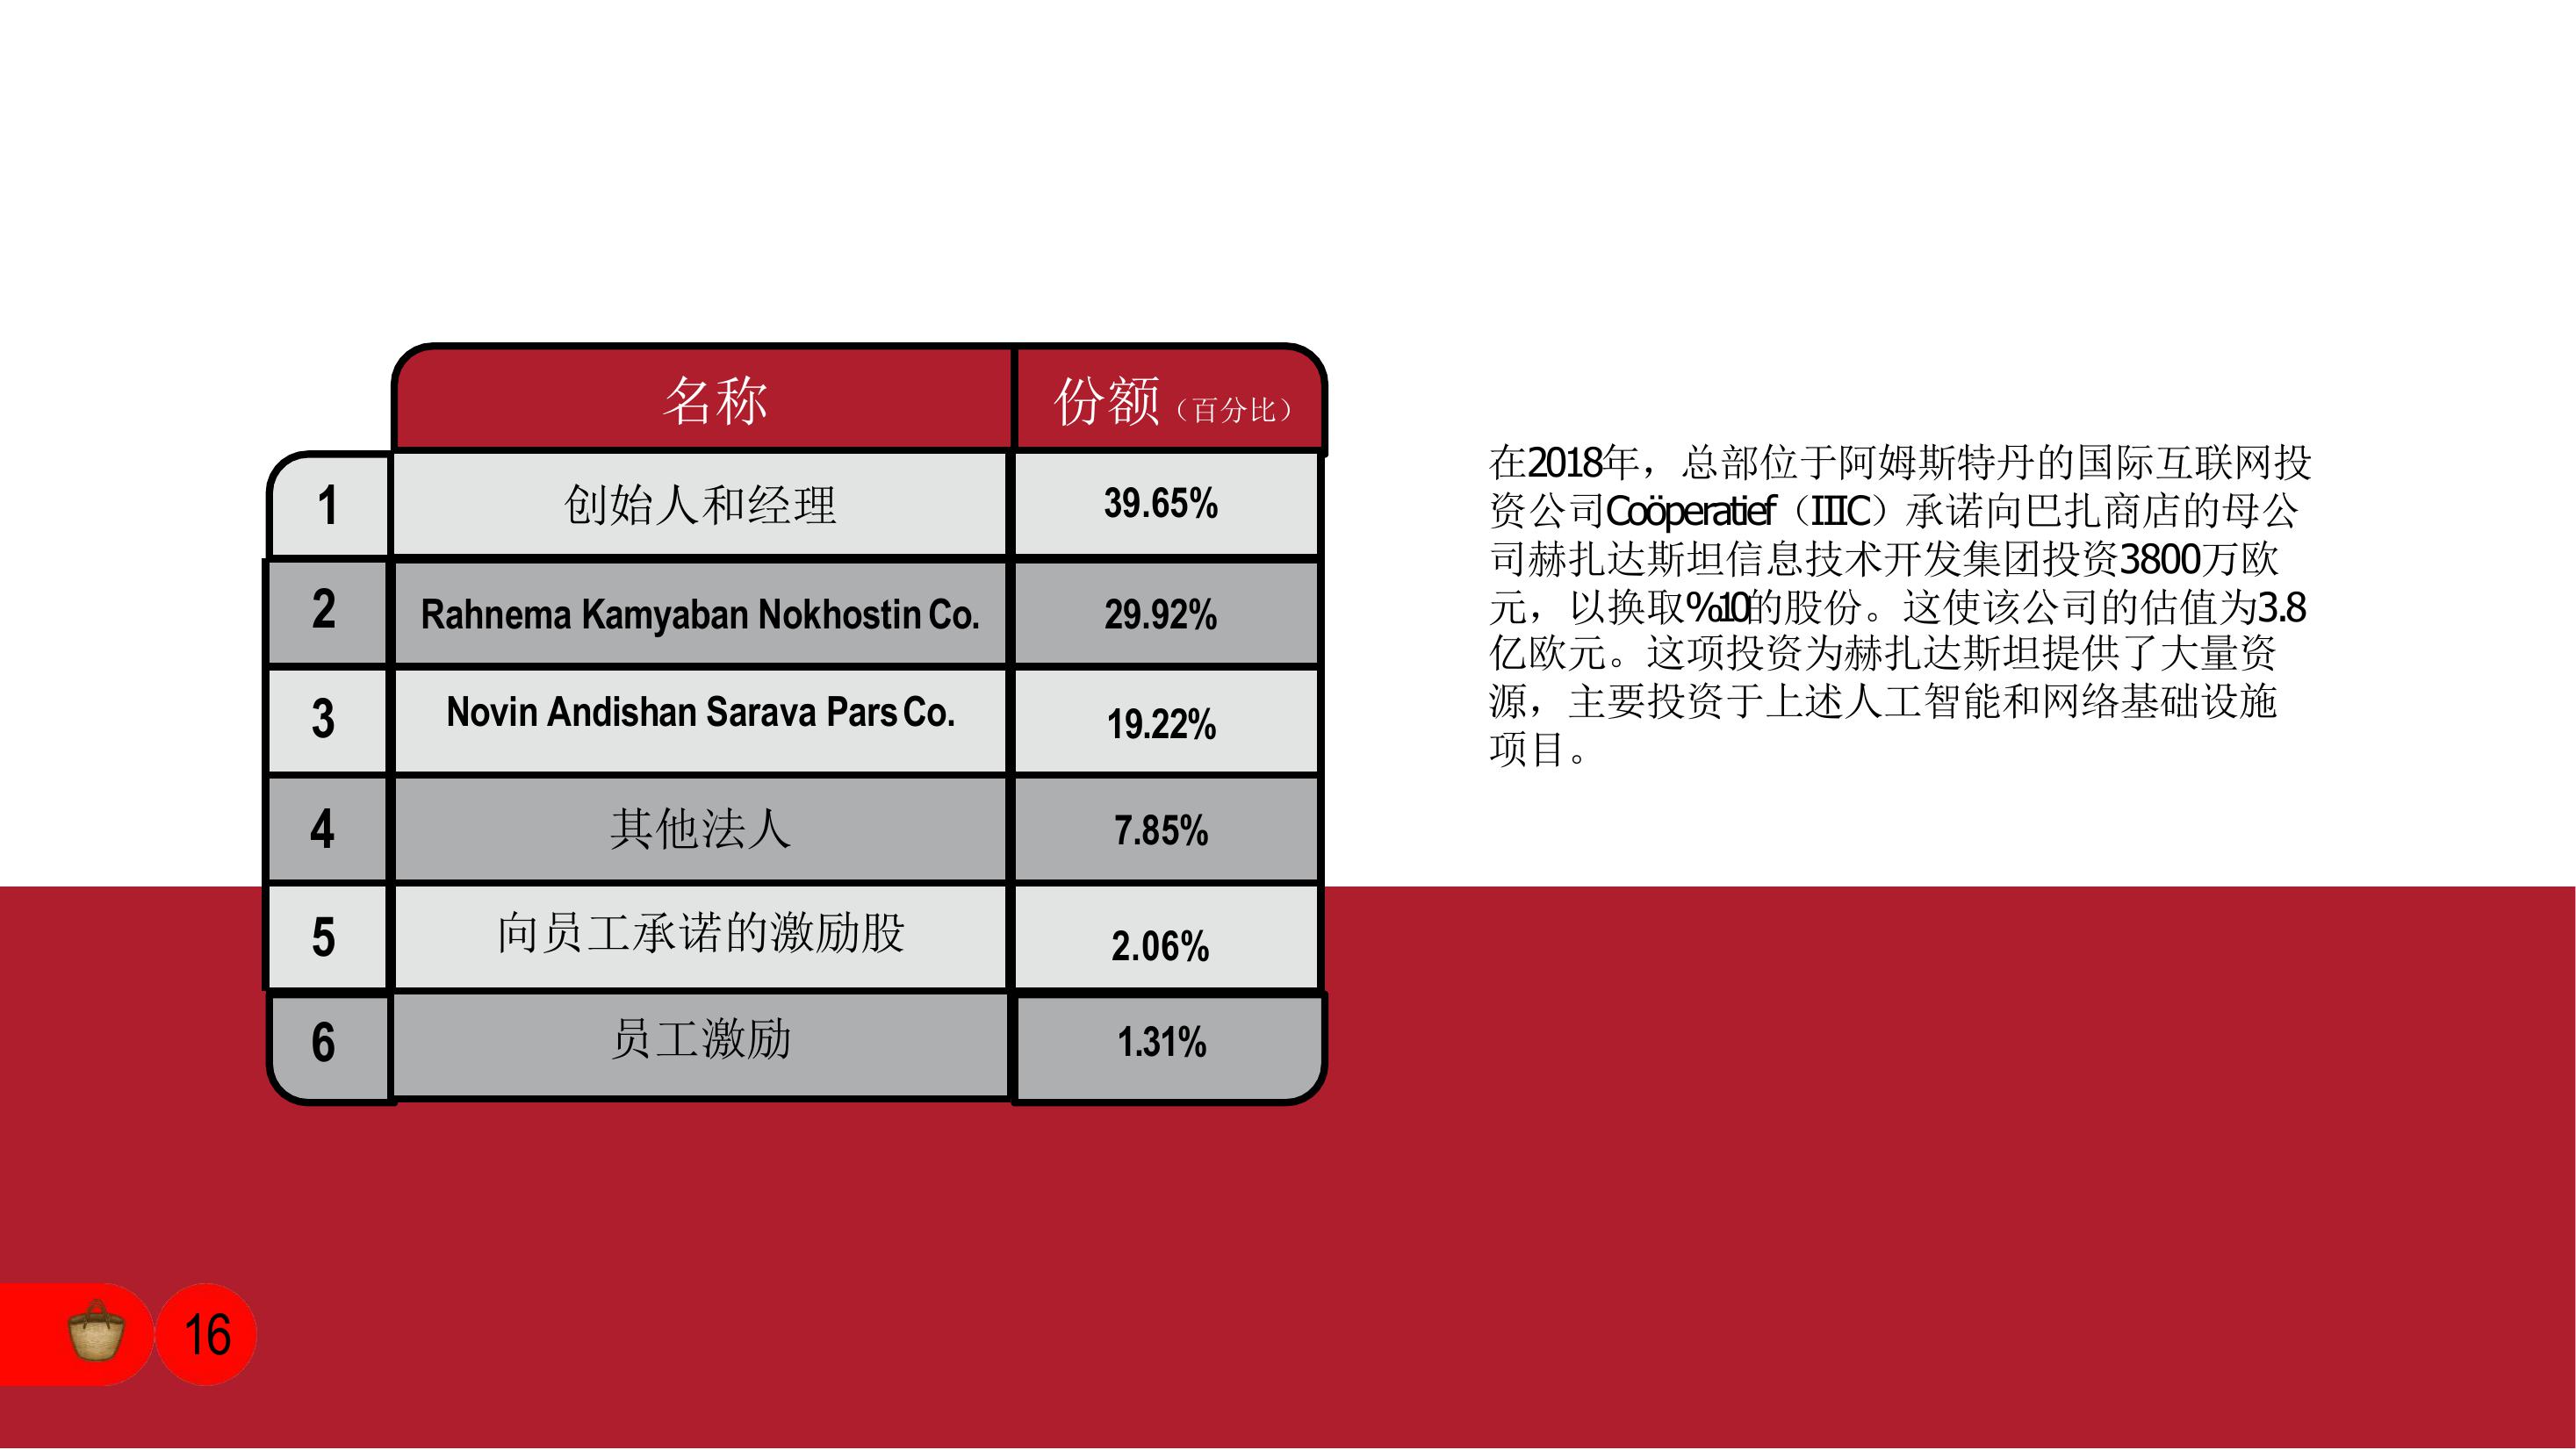 名称 份额（百分比）
1 创始人和经理 39.65%
2 Rahnema Kamyaban Nokhostin Co. 29.92%
3 Novin Andishan Sarava Pars Co. 19.22%
4 其他法人 7.85%
5 向员工承诺的激励股 2.06%
6 员工激励 1.31%
在2018年，总部位于阿姆斯特丹的国际互联网投
资公司Coöperatief（IIIC）承诺向巴扎商店的母公
司赫扎达斯坦信息技术开发集团投资3800万欧
元，以换取%10的股份。这使该公司的估值为3.8
亿欧元。这项投资为赫扎达斯坦提供了大量资
源，主要投资于上述人工智能和网络基础设施
项目。
16